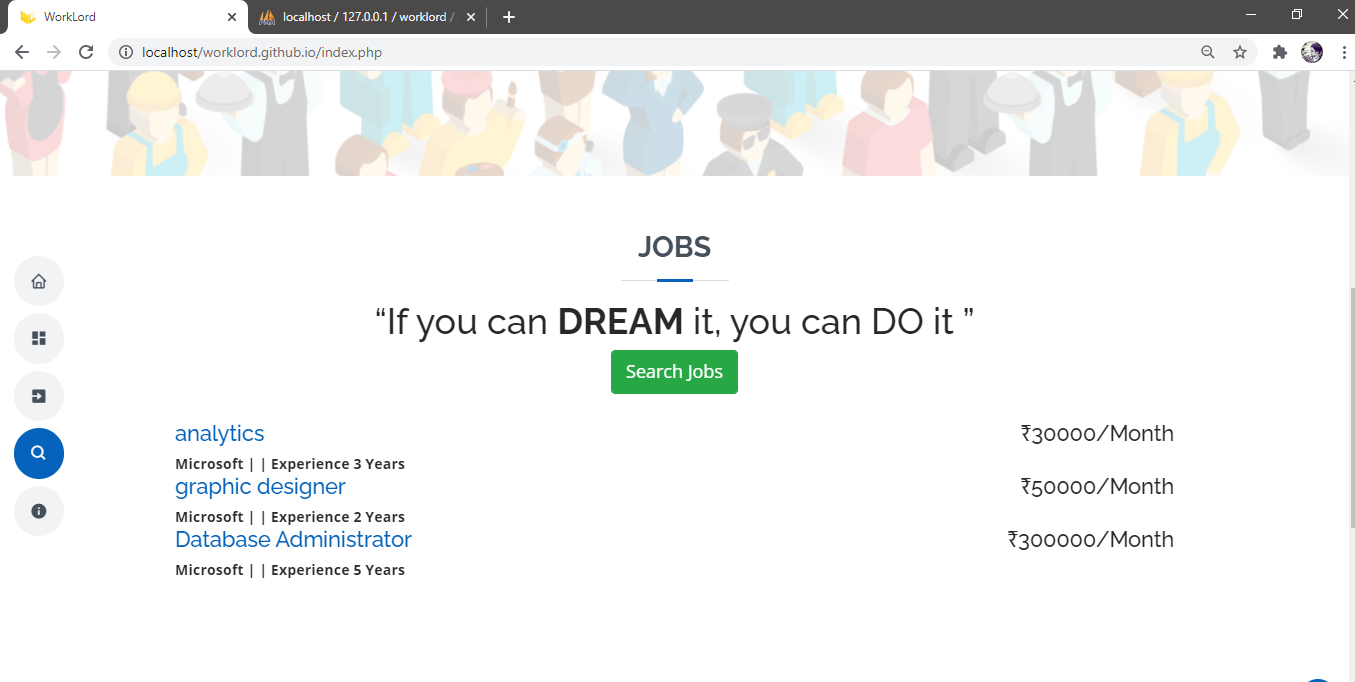 WorkLord
localhost / 127.0.0.1 / worklord /
localhost/worklord.github.io/index.php
JOBS
“If you can DREAM it, you can DO it ”
Search Jobs
analytics ₹30000/Month
Microsoft | | Experience 3 Years
graphic designer ₹50000/Month
Microsoft | | Experience 2 Years
Database Administrator ₹300000/Month
Microsoft | | Experience 5 Years